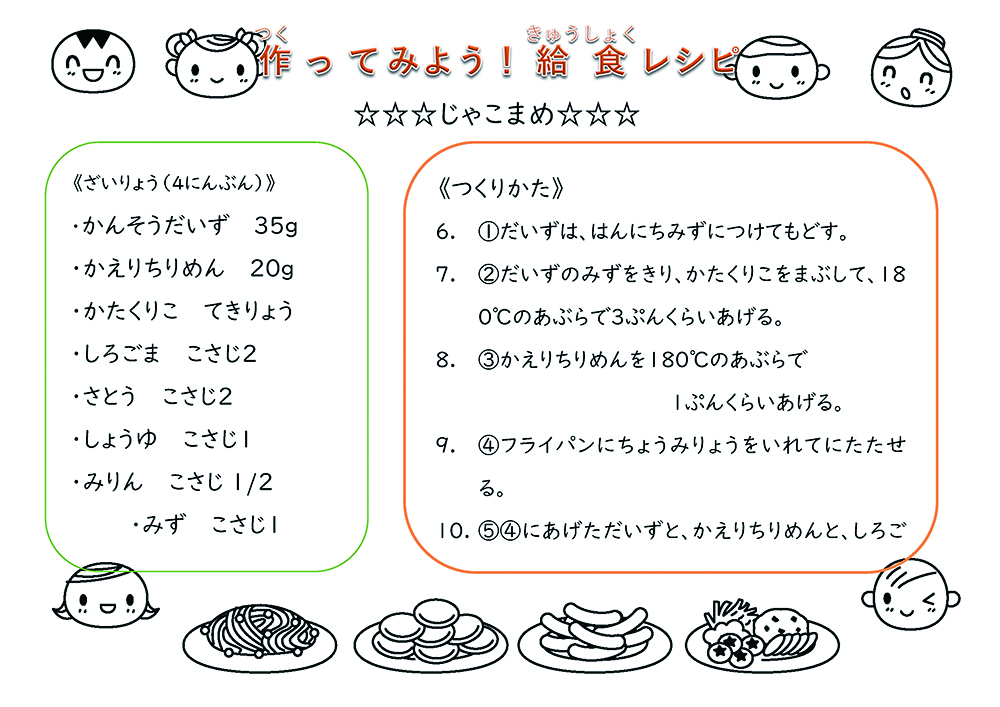 つく きゅうしょく
作ってみよう！給食レシピ
☆☆☆じゃこまめ☆☆☆
《ざいりょう（4にんぶん）》
・かんそうだいず　35g
・かえりちりめん　20g
・かたくりこ　てきりょう
・しろごま　こさじ2
・さとう　こさじ2
・しょうゆ　こさじ1
・みりん　こさじ 1/2
・みず　こさじ1
《つくりかた》
6. ①だいずは、はんにちみずにつけてもどす。
7. ②だいずのみずをきり、かたくりこをまぶして、18
0℃のあぶらで3ぷんくらいあげる。
8. ③かえりちりめんを180℃のあぶらで
1ぷんくらいあげる。
9. ④フライパンにちょうみりょうをいれてにたたせ
る。
10. ⑤④にあげただいずと、かえりちりめんと、しろご